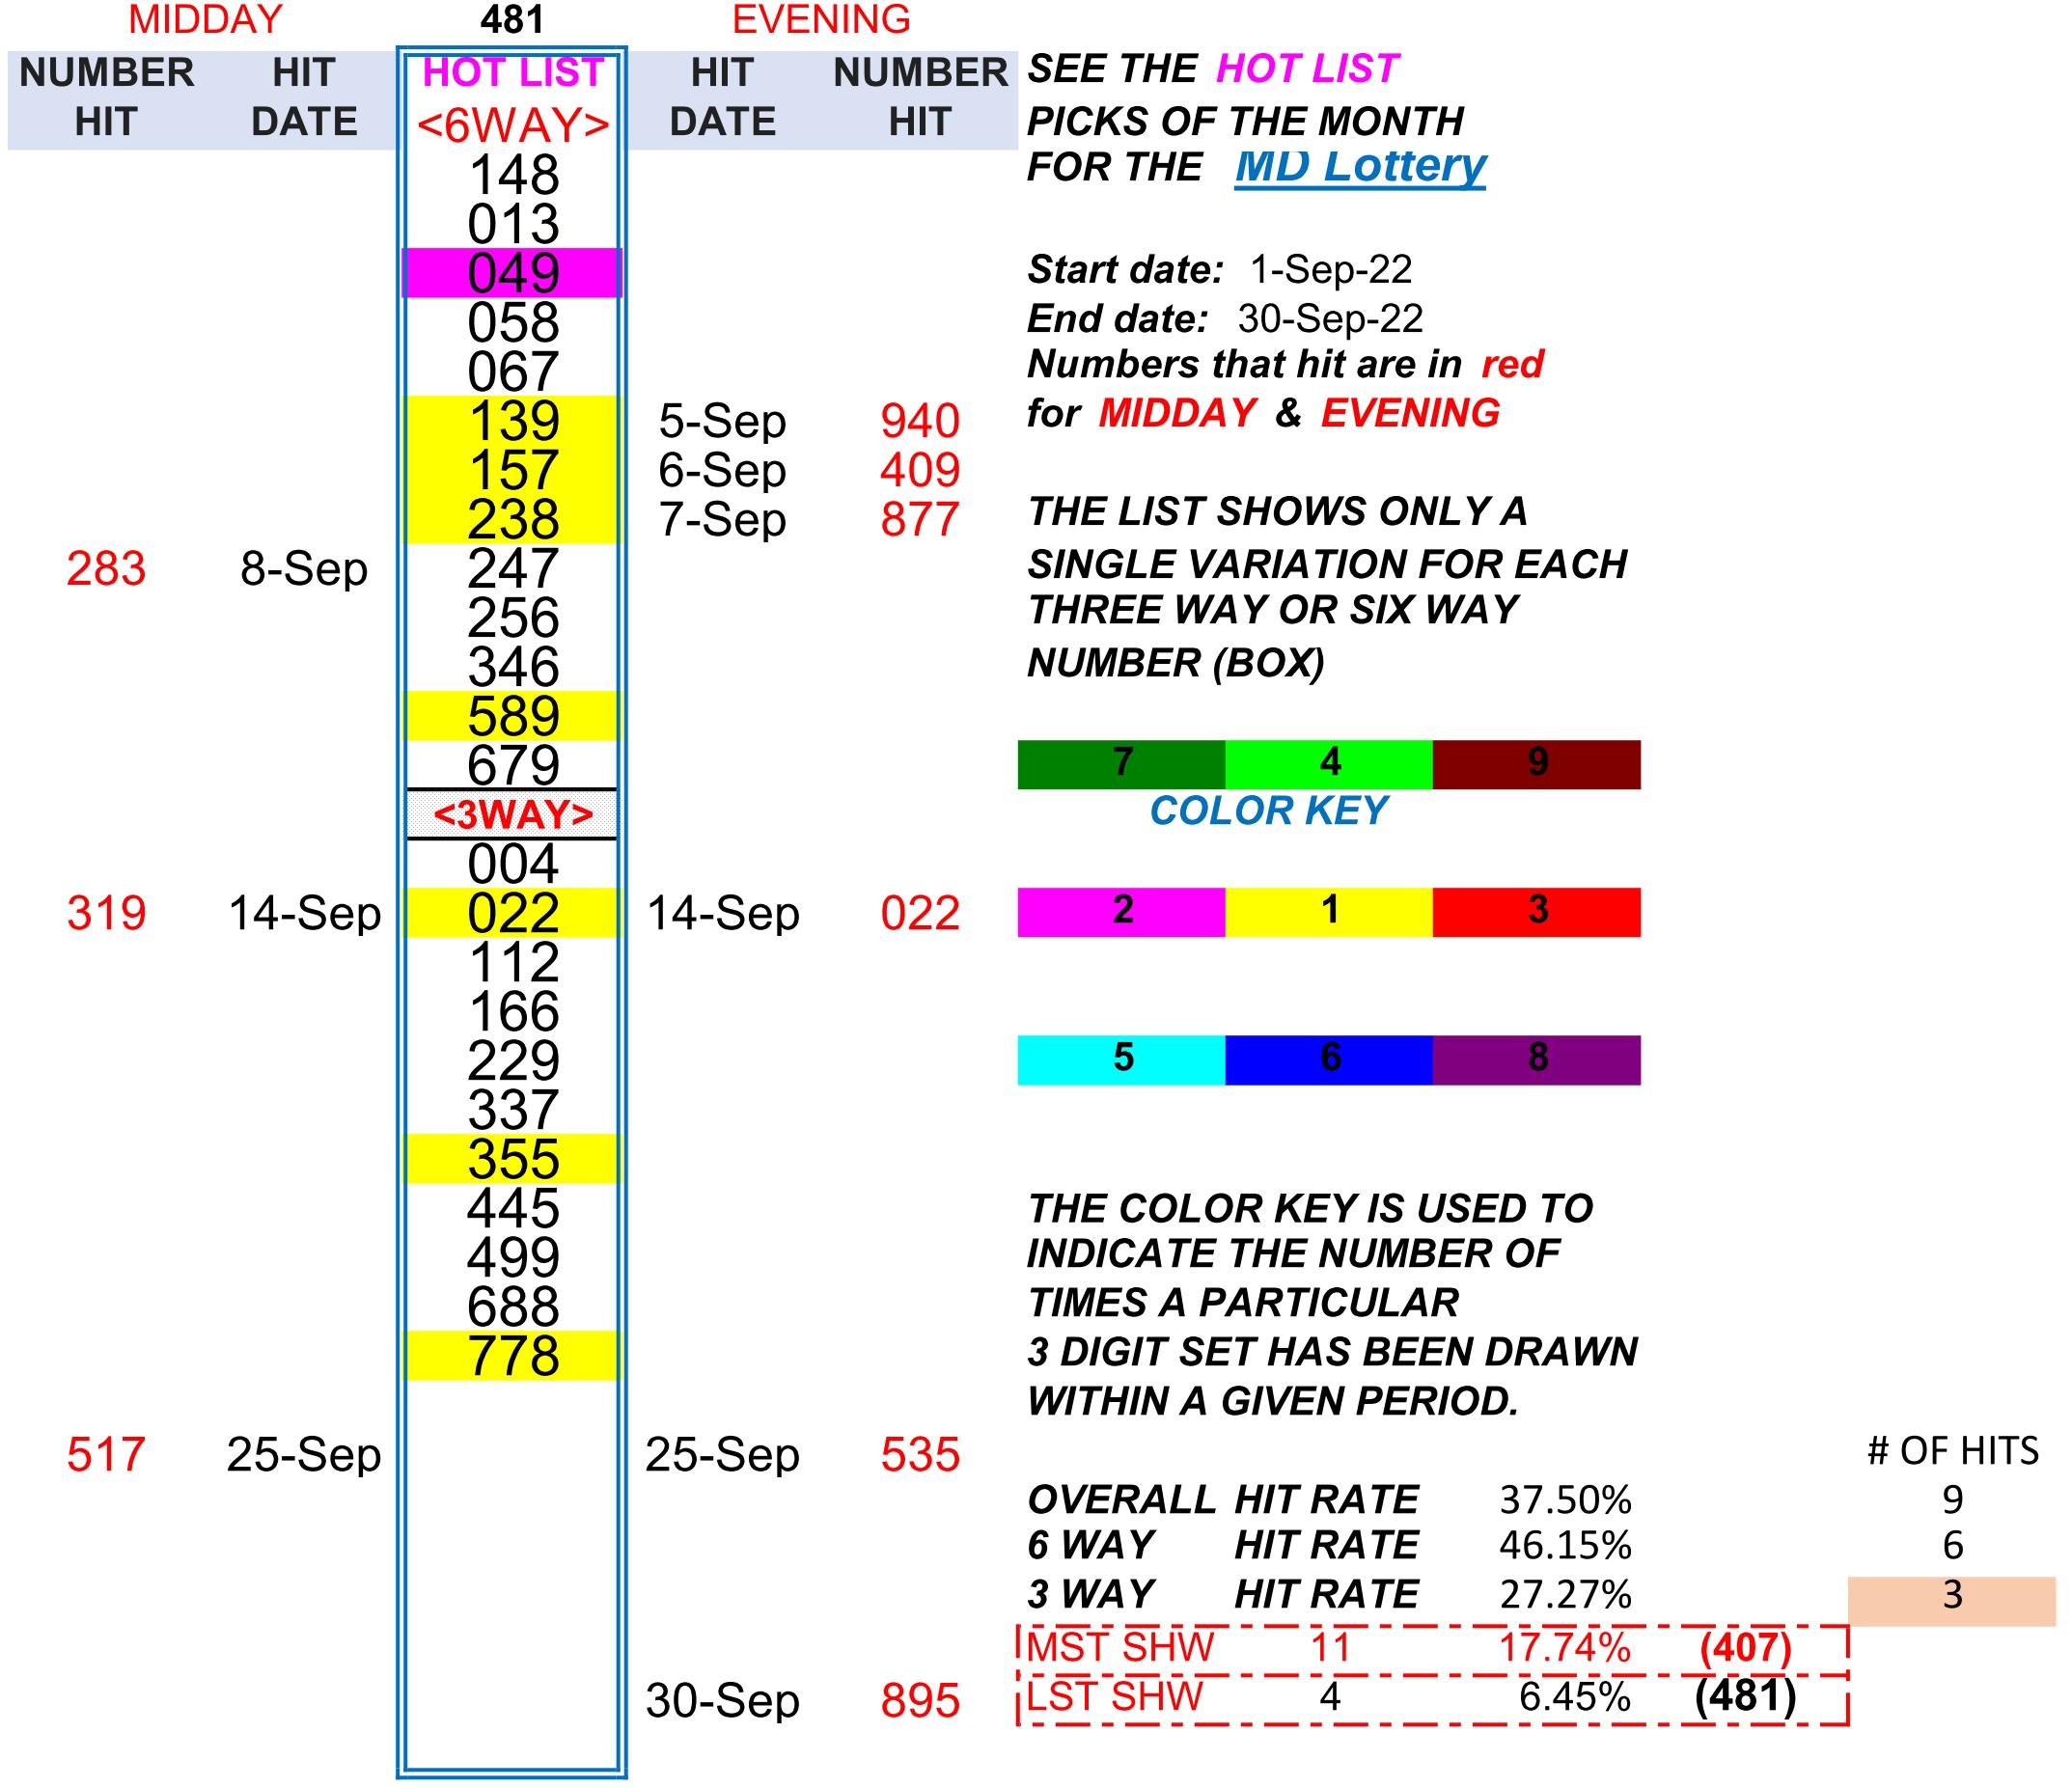 MIDDAY 481 EVENING
NUMBER HIT HOT LIST HIT NUMBER SEE THE HOT LIST
HIT DATE <6WAY> DATE HIT PICKS OF THE MONTH
148 FOR THE MD Lottery
013
049 Start date: 1-Sep-22
058 End date: 30-Sep-22
067 Numbers that hit are in red
139 5-Sep 940 for MIDDAY & EVENING
157 6-Sep 409
238 7-Sep 877 THE LIST SHOWS ONLY A
283 8-Sep 247 SINGLE VARIATION FOR EACH
256 THREE WAY OR SIX WAY
346 NUMBER (BOX)
589
679 7 4 9
<3WAY> COLOR KEY
004
319 14-Sep 022 14-Sep 022 2 1 3
112
166
229 5 6 8
337
355
445 THE COLOR KEY IS USED TO
499 INDICATE THE NUMBER OF
688 TIMES A PARTICULAR
778 3 DIGIT SET HAS BEEN DRAWN
WITHIN A GIVEN PERIOD.
517 25-Sep 25-Sep 535 # OF HITS
OVERALL HIT RATE 37.50% 9
6 WAY HIT RATE 46.15% 6
3 WAY HIT RATE 27.27% 3
MST SHW 11 17.74% (407)
30-Sep 895 LST SHW 4 6.45% (481)